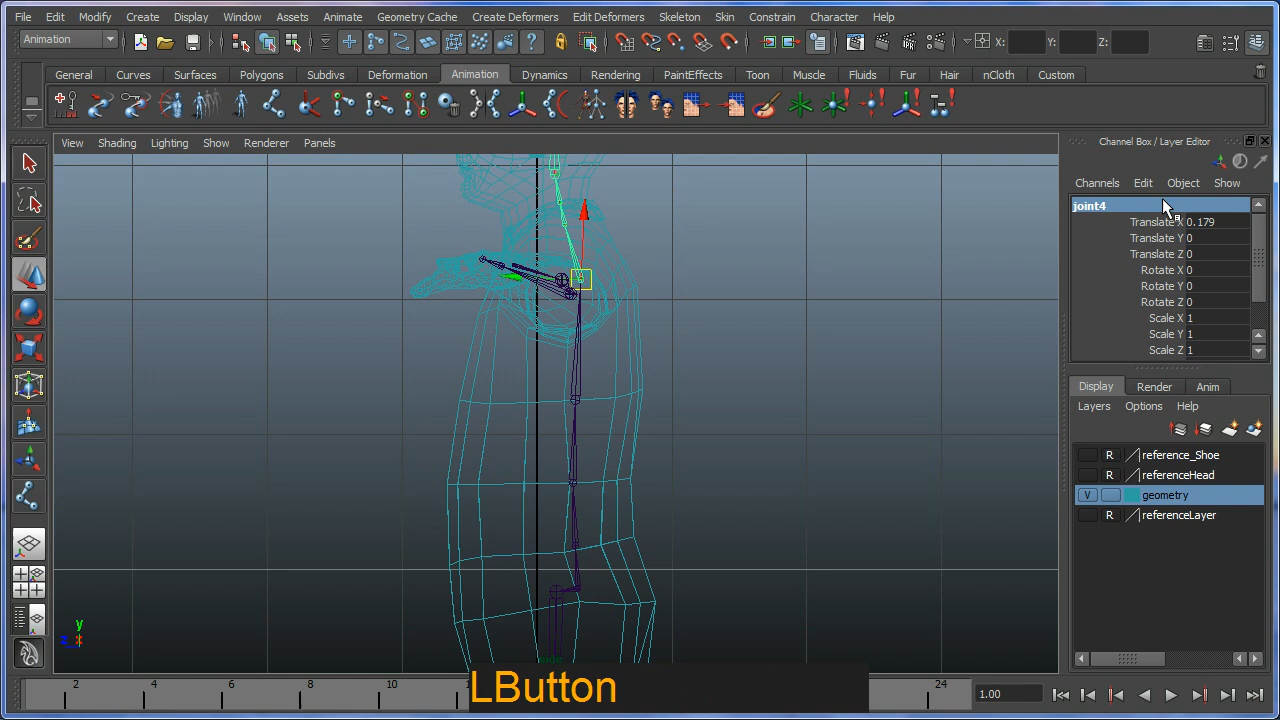 File Edit Modify Create Display Window Assets Animate Geometry Cache Create Deformers Edit Deformers Skeleton Skin Constrain Character Help
Animation X: Y: Z:
General Curves Surfaces Polygons Subdivs Deformation Animation Dynamics Rendering PaintEffects Toon Muscle Fluids Fur Hair nCloth Custom
View Shading Lighting Show Renderer Panels
Channel Box / Layer Editor
Channels Edit Object Show
joint4
Translate X 0.179
Translate Y 0
Translate Z 0
Rotate X 0
Rotate Y 0
Rotate Z 0
Scale X 1
Scale Y 1
Scale Z 1
Display Render Anim
Layers Options Help
R reference_Shoe
R referenceHead
V geometry
R referenceLayer
y
z x
side
LButton
2 4 6 8 10 24
1.00